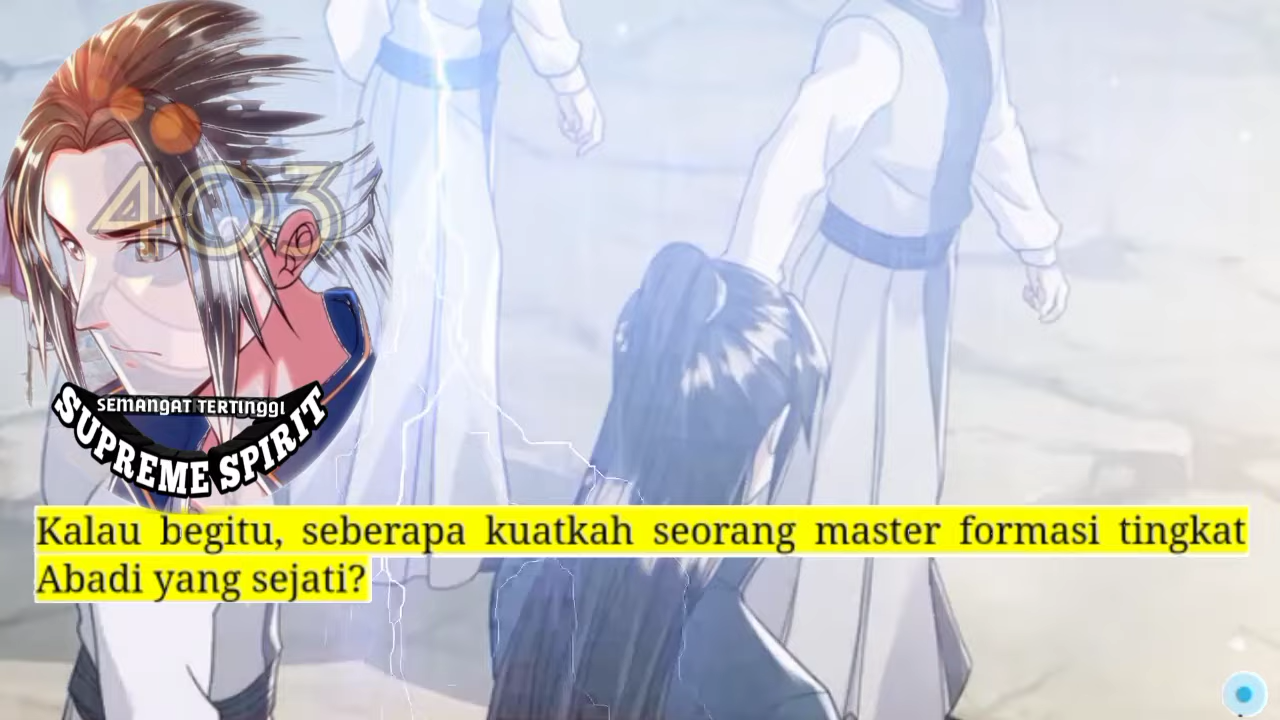 403
SEMANGAT TERTINGGI
SUPREME SPIRIT
Kalau begitu, seberapa kuatkah seorang master formasi tingkat
Abadi yang sejati?